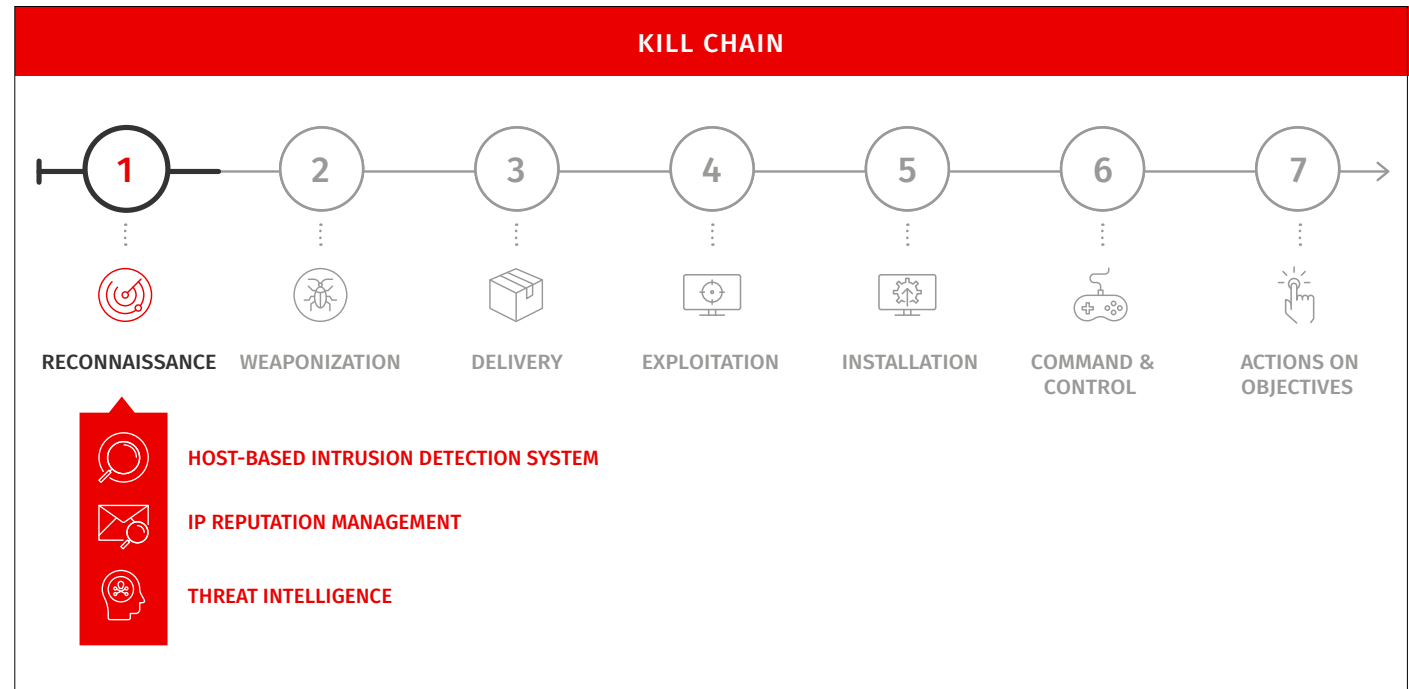 KILL CHAIN
1 2 3 4 5 6 7
RECONNAISSANCE WEAPONIZATION DELIVERY EXPLOITATION INSTALLATION COMMAND & ACTIONS ON
CONTROL OBJECTIVES
HOST-BASED INTRUSION DETECTION SYSTEM
IP REPUTATION MANAGEMENT
THREAT INTELLIGENCE